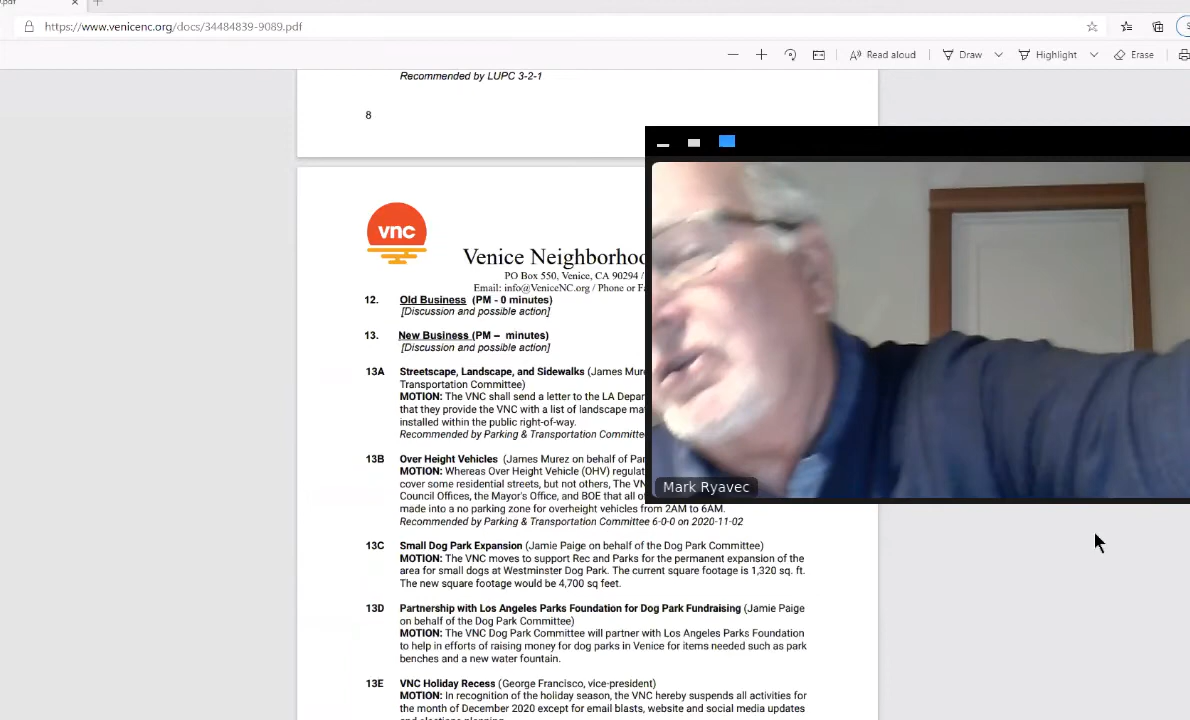 .pdf
https://www.venicenc.org/docs/34484839-9089.pdf
Read aloud
Draw
Highlight
Erase
Recommended by LUPC 3-2-1
8
vnc
Venice Neighborhoo
PO Box 550, Venice, CA 90294 /
Email: info@VeniceNC.org / Phone or Fa
12. Old Business (PM - 0 minutes)
[Discussion and possible action]
13. New Business (PM – minutes)
[Discussion and possible action]
13A Streetscape, Landscape, and Sidewalks (James Mure
Transportation Committee)
MOTION: The VNC shall send a letter to the LA Depar
that they provide the VNC with a list of landscape ma
installed within the public right-of-way.
Recommended by Parking & Transportation Committe
13B Over Height Vehicles (James Murez on behalf of Par
MOTION: Whereas Over Height Vehicle (OHV) regulat
cover some residential streets, but not others, The VN
Council Offices, the Mayor's Office, and BOE that all o
made into a no parking zone for overheight vehicles from 2AM to 6AM.
Recommended by Parking & Transportation Committee 6-0-0 on 2020-11-02
13C Small Dog Park Expansion (Jamie Paige on behalf of the Dog Park Committee)
MOTION: The VNC moves to support Rec and Parks for the permanent expansion of the
area for small dogs at Westminster Dog Park. The current square footage is 1,320 sq. ft.
The new square footage would be 4,700 sq feet.
13D Partnership with Los Angeles Parks Foundation for Dog Park Fundraising (Jamie Paige
on behalf of the Dog Park Committee)
MOTION: The VNC Dog Park Committee will partner with Los Angeles Parks Foundation
to help in efforts of raising money for dog parks in Venice for items needed such as park
benches and a new water fountain.
13E VNC Holiday Recess (George Francisco, vice-president)
MOTION: In recognition of the holiday season, the VNC hereby suspends all activities for
the month of December 2020 except for email blasts, website and social media updates
Mark Ryavec